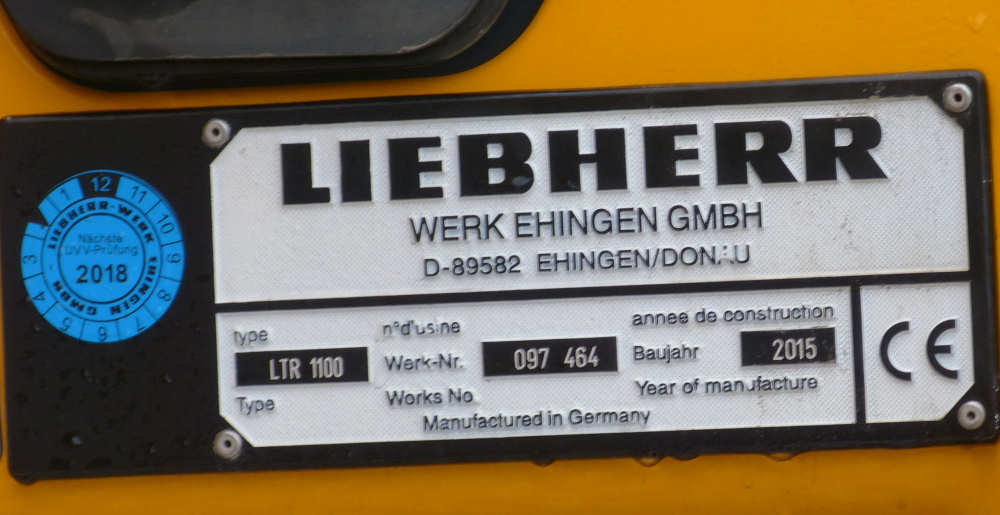 LIEBHERR
WERK EHINGEN GMBH
D-89582 EHINGEN/DONAU
type
n°d'usine
annee de construction
LTR 1100
Werk-Nr.
097 464
Baujahr
2015
Type
Works No
Year of manufacture
Manufactured in Germany
CE
1 12 11 10 9 8 7 6 5 4 3
LIEBHERR-WERK EHINGEN GMBH
Nächste
UVV-Prüfung
2018